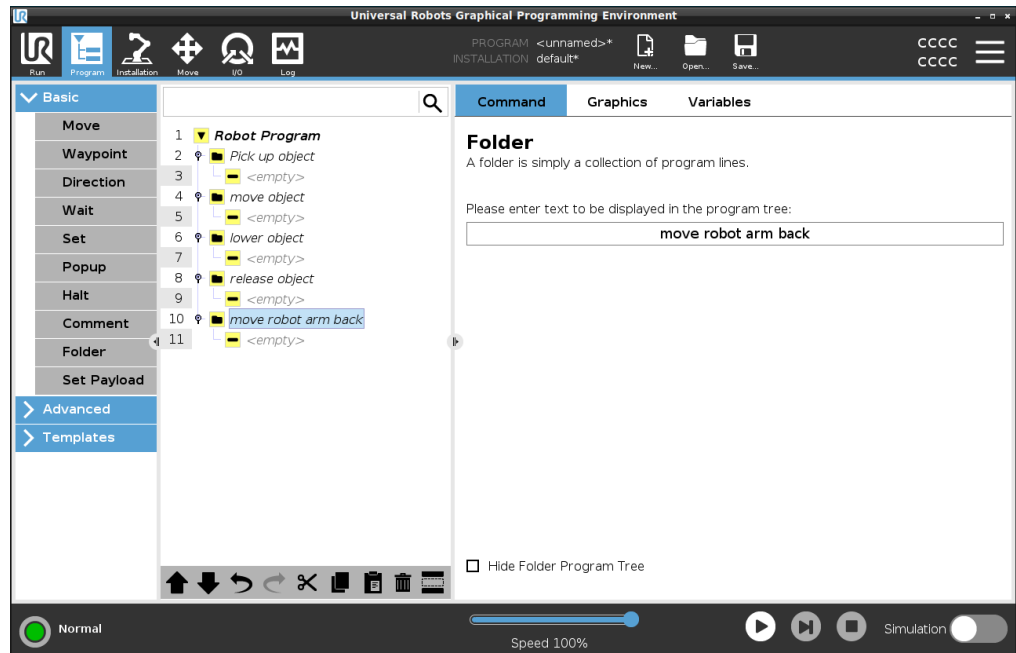 Universal Robots Graphical Programming Environment
Run
Program
Installation
Move
I/O
Log
PROGRAM <unnamed>*
INSTALLATION default*
New...
Open...
Save...
CCCC
CCCC
Basic
Move
Waypoint
Direction
Wait
Set
Popup
Halt
Comment
Folder
Set Payload
Advanced
Templates
1 Robot Program
2 Pick up object
3 <empty>
4 move object
5 <empty>
6 lower object
7 <empty>
8 release object
9 <empty>
10 move robot arm back
11 <empty>
Command Graphics Variables
Folder
A folder is simply a collection of program lines.
Please enter text to be displayed in the program tree:
move robot arm back
Hide Folder Program Tree
Normal
Speed 100%
Simulation